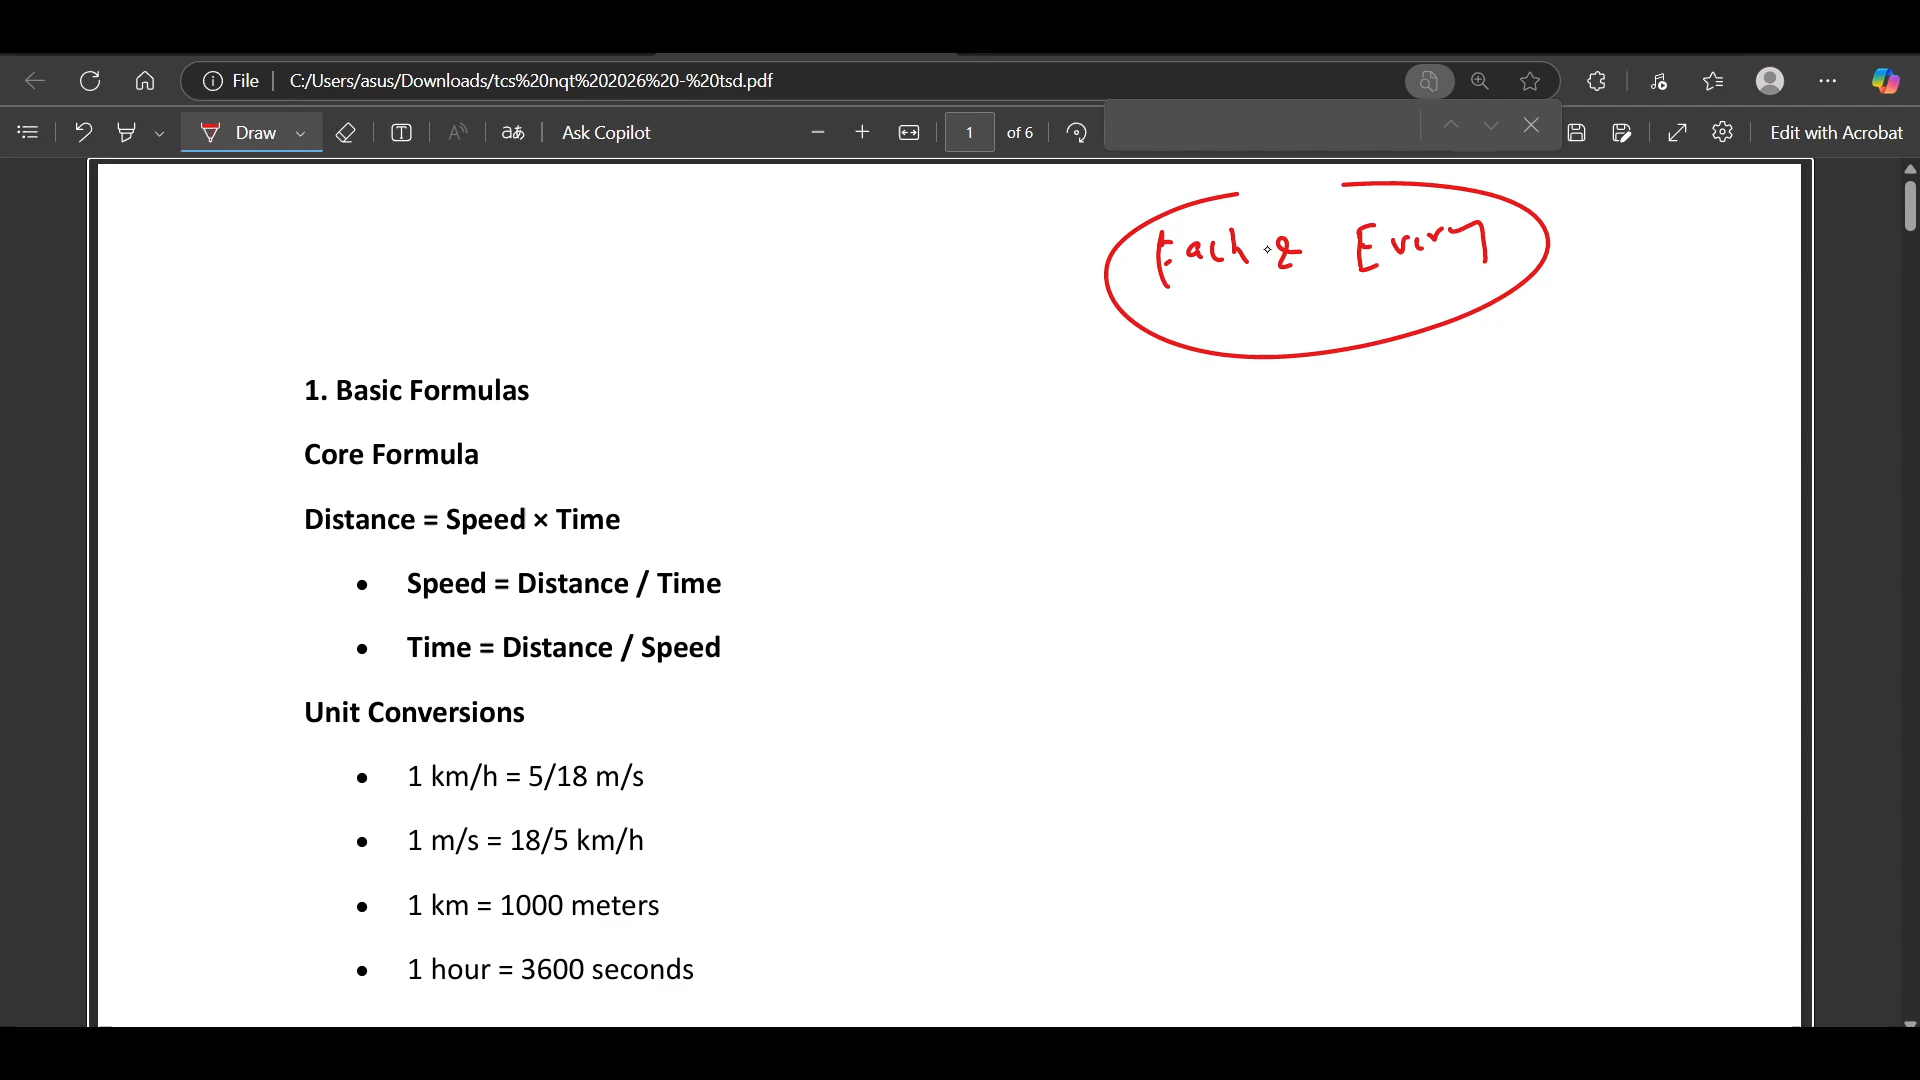 File C:/Users/asus/Downloads/tcs%20nqt%202026%20-%20tsd.pdf
Draw aあ Ask Copilot 1 of 6 Edit with Acrobat
Each & Every
1. Basic Formulas
Core Formula
Distance = Speed × Time
• Speed = Distance / Time
• Time = Distance / Speed
Unit Conversions
• 1 km/h = 5/18 m/s
• 1 m/s = 18/5 km/h
• 1 km = 1000 meters
• 1 hour = 3600 seconds